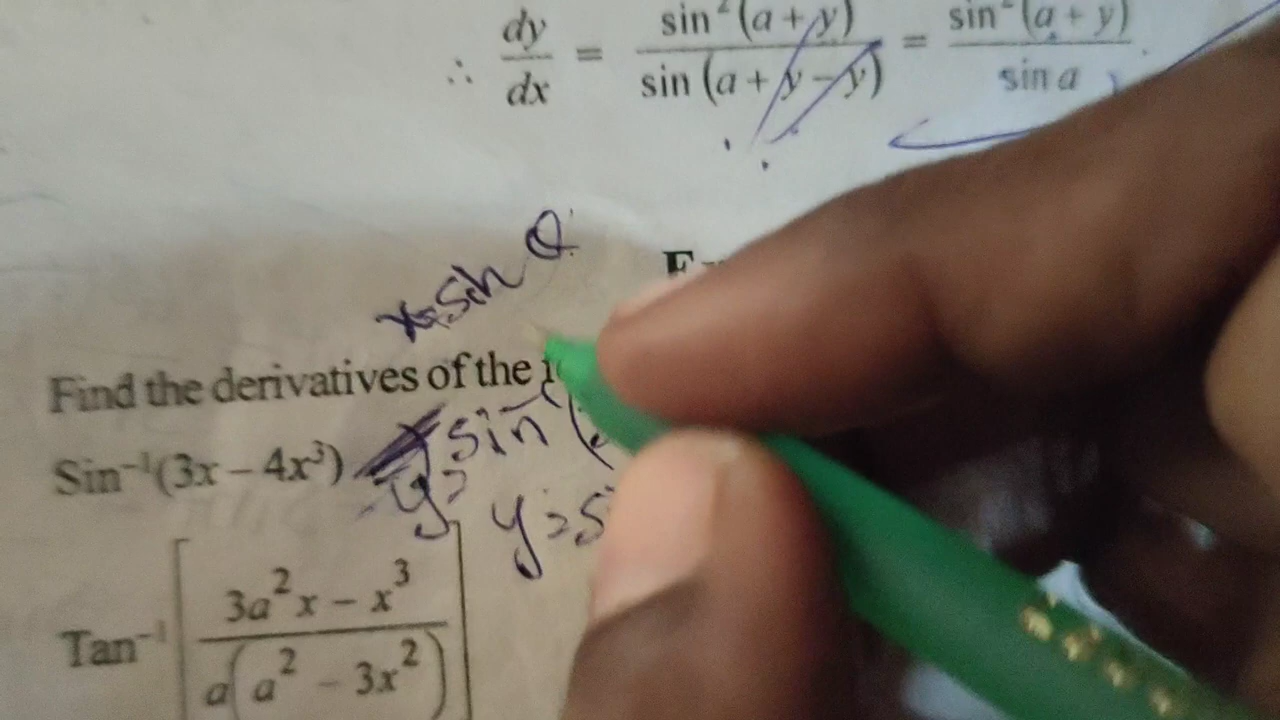 ∴ dy/dx = sin²(a + y)/sin (a + y − y) = sin²(a + y)/sin a .
x=sin θ
Find the derivatives of the
Sin⁻¹(3x – 4x³) y= sin⁻¹(
y=s
Tan⁻¹ [3a²x − x³/a(a² − 3x²)]